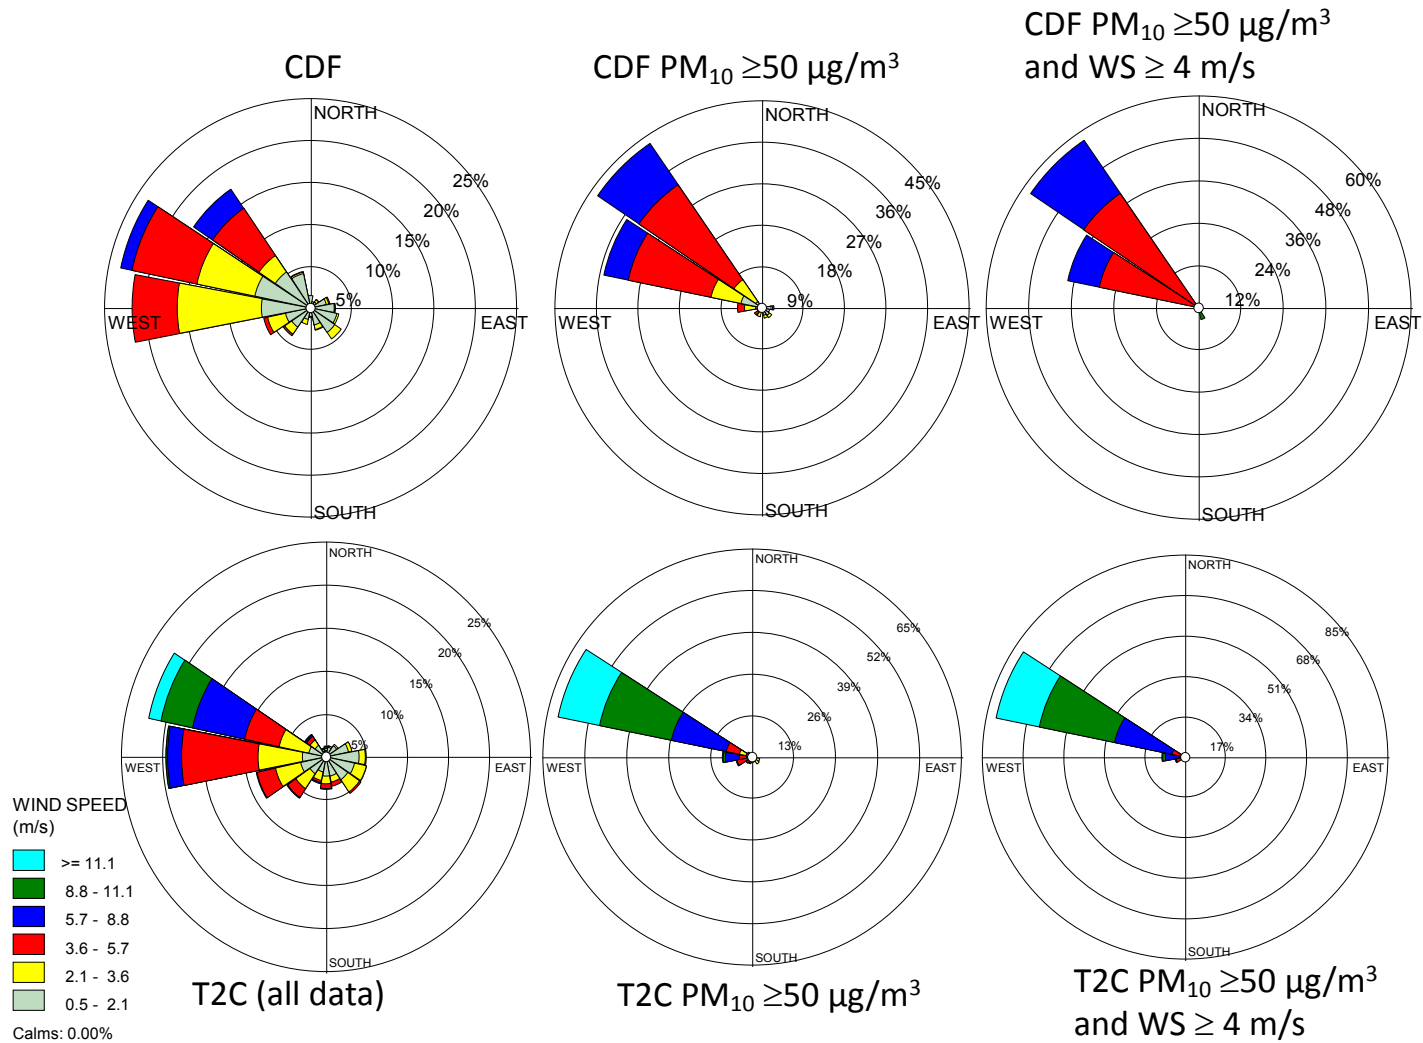 CDF
CDF PM₁₀ ≥50 µg/m³
CDF PM₁₀ ≥50 µg/m³
and WS ≥ 4 m/s
NORTH
25%
20%
15%
10%
5%
WEST
EAST
SOUTH
NORTH
45%
36%
27%
18%
9%
WEST
EAST
SOUTH
NORTH
60%
48%
36%
24%
12%
WEST
EAST
SOUTH
NORTH
25%
20%
15%
10%
5%
WEST
EAST
SOUTH
NORTH
65%
52%
39%
26%
13%
WEST
EAST
SOUTH
NORTH
85%
68%
51%
34%
17%
WEST
EAST
SOUTH
WIND SPEED
(m/s)
>= 11.1
8.8 - 11.1
5.7 - 8.8
3.6 - 5.7
2.1 - 3.6
0.5 - 2.1
Calms: 0.00%
T2C (all data)
T2C PM₁₀ ≥50 µg/m³
T2C PM₁₀ ≥50 µg/m³
and WS ≥ 4 m/s